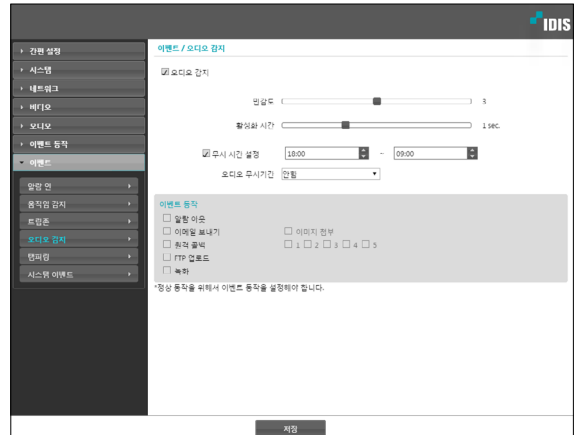 IDIS
간편 설정
시스템
네트워크
비디오
오디오
이벤트 동작
이벤트
알람 인
움직임 감지
트립존
오디오 감지
탬퍼링
시스템 이벤트
이벤트 / 오디오 감지
오디오 감지
민감도 3
활성화 시간 1 sec.
무시 시간 설정 18:00 ~ 09:00
오디오 무시기간 안함
이벤트 동작
알람 아웃
이메일 보내기 이미지 첨부
원격 콜백 1 2 3 4 5
FTP 업로드
녹화
*정상 동작을 위해서 이벤트 동작을 설정해야 합니다.
저장